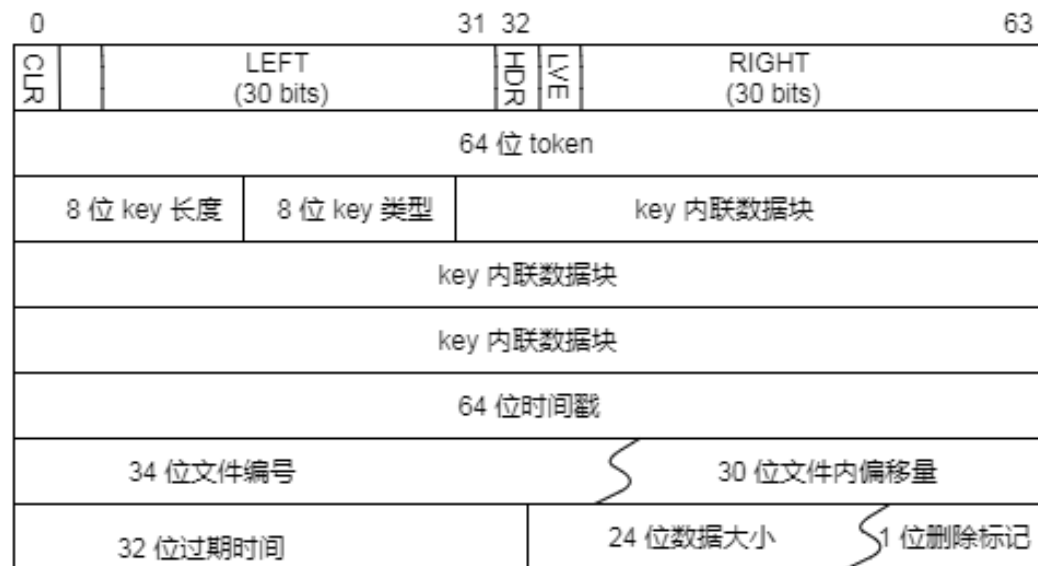 0 31 32 63
CLR LEFT HDR LVE RIGHT
(30 bits) (30 bits)
64 位 token
8 位 key 长度 8 位 key 类型 key 内联数据块
key 内联数据块
key 内联数据块
64 位时间戳
34 位文件编号 30 位文件内偏移量
32 位过期时间 24 位数据大小 1 位删除标记